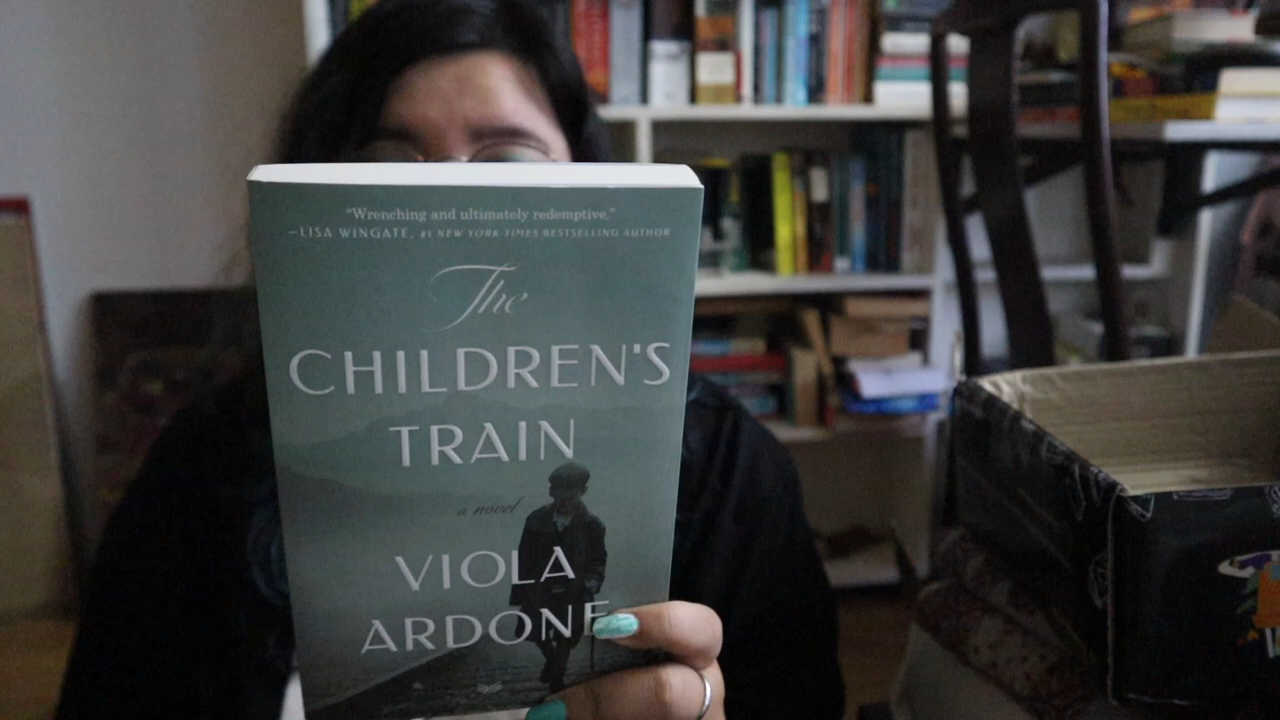 “Wrenching and ultimately redemptive.”
—LISA WINGATE, #1 NEW YORK TIMES BESTSELLING AUTHOR
The
CHILDREN'S
TRAIN
a novel
VIOLA
ARDONE